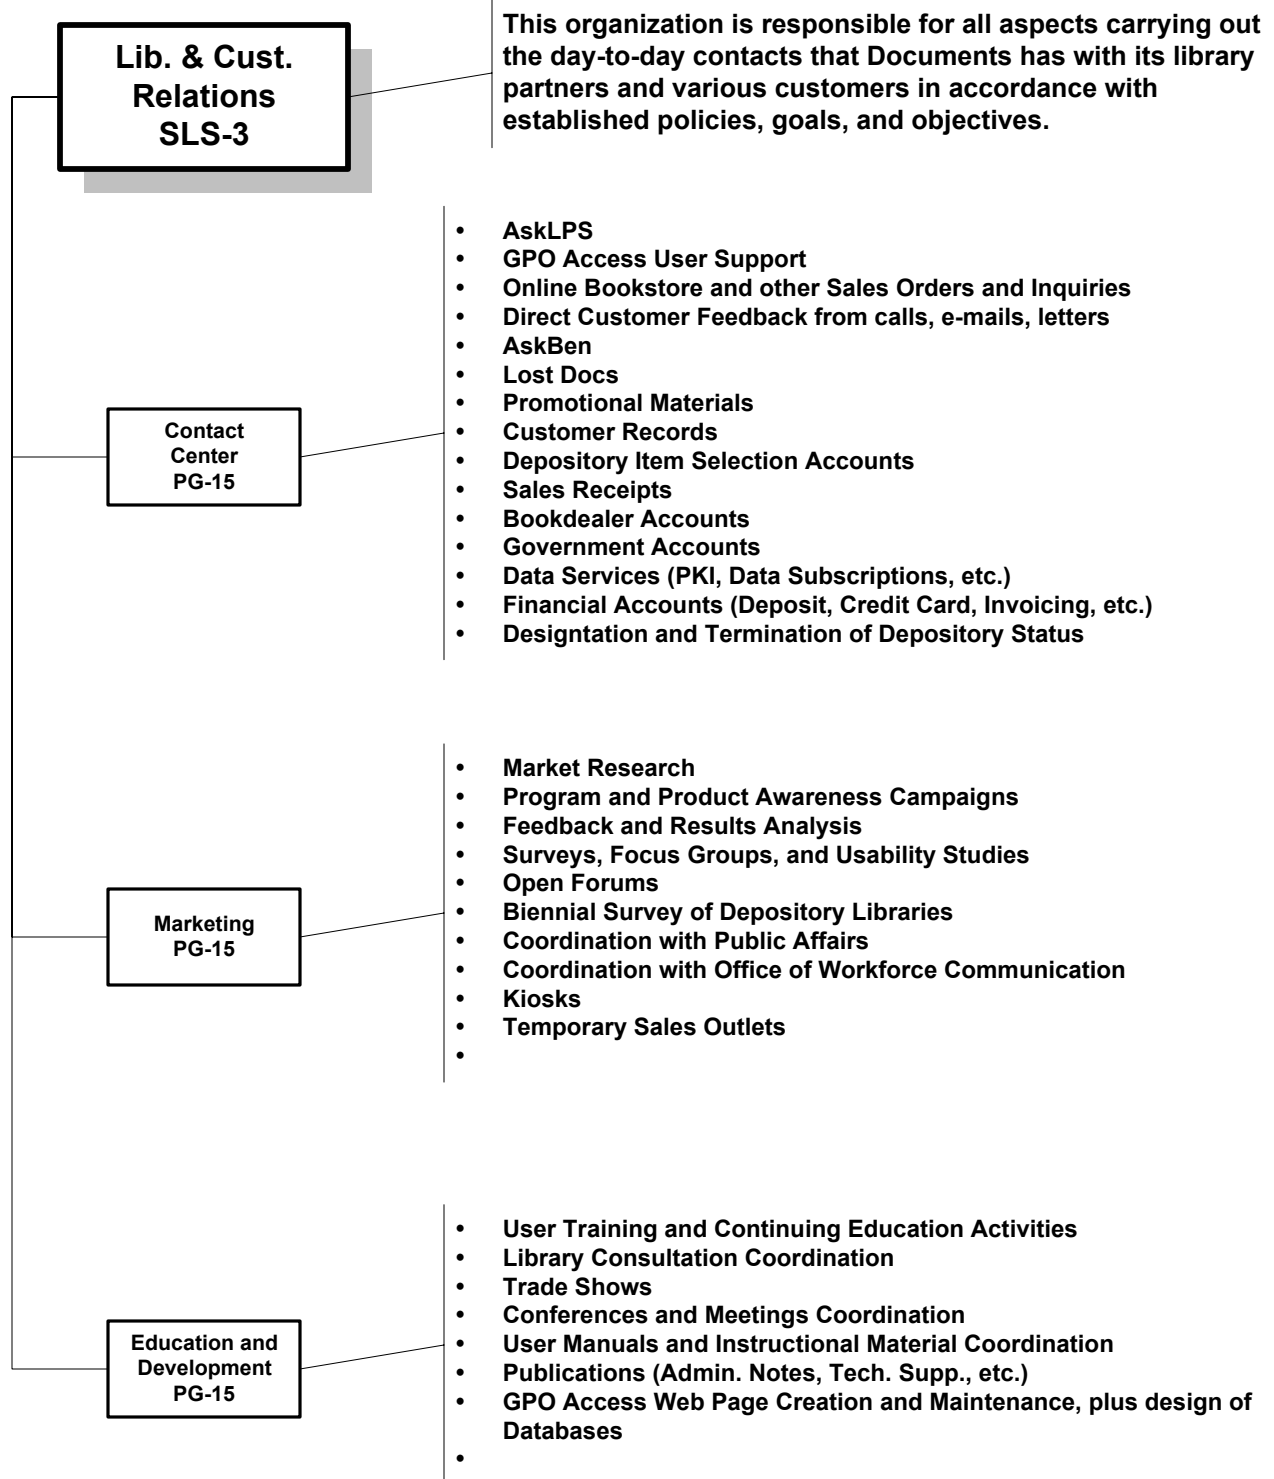 Lib. & Cust.
Relations
SLS-3
This organization is responsible for all aspects carrying out
the day-to-day contacts that Documents has with its library
partners and various customers in accordance with
established policies, goals, and objectives.
Contact
Center
PG-15
• AskLPS
• GPO Access User Support
• Online Bookstore and other Sales Orders and Inquiries
• Direct Customer Feedback from calls, e-mails, letters
• AskBen
• Lost Docs
• Promotional Materials
• Customer Records
• Depository Item Selection Accounts
• Sales Receipts
• Bookdealer Accounts
• Government Accounts
• Data Services (PKI, Data Subscriptions, etc.)
• Financial Accounts (Deposit, Credit Card, Invoicing, etc.)
• Designtation and Termination of Depository Status
Marketing
PG-15
• Market Research
• Program and Product Awareness Campaigns
• Feedback and Results Analysis
• Surveys, Focus Groups, and Usability Studies
• Open Forums
• Biennial Survey of Depository Libraries
• Coordination with Public Affairs
• Coordination with Office of Workforce Communication
• Kiosks
• Temporary Sales Outlets
•
Education and
Development
PG-15
• User Training and Continuing Education Activities
• Library Consultation Coordination
• Trade Shows
• Conferences and Meetings Coordination
• User Manuals and Instructional Material Coordination
• Publications (Admin. Notes, Tech. Supp., etc.)
• GPO Access Web Page Creation and Maintenance, plus design of
Databases
•